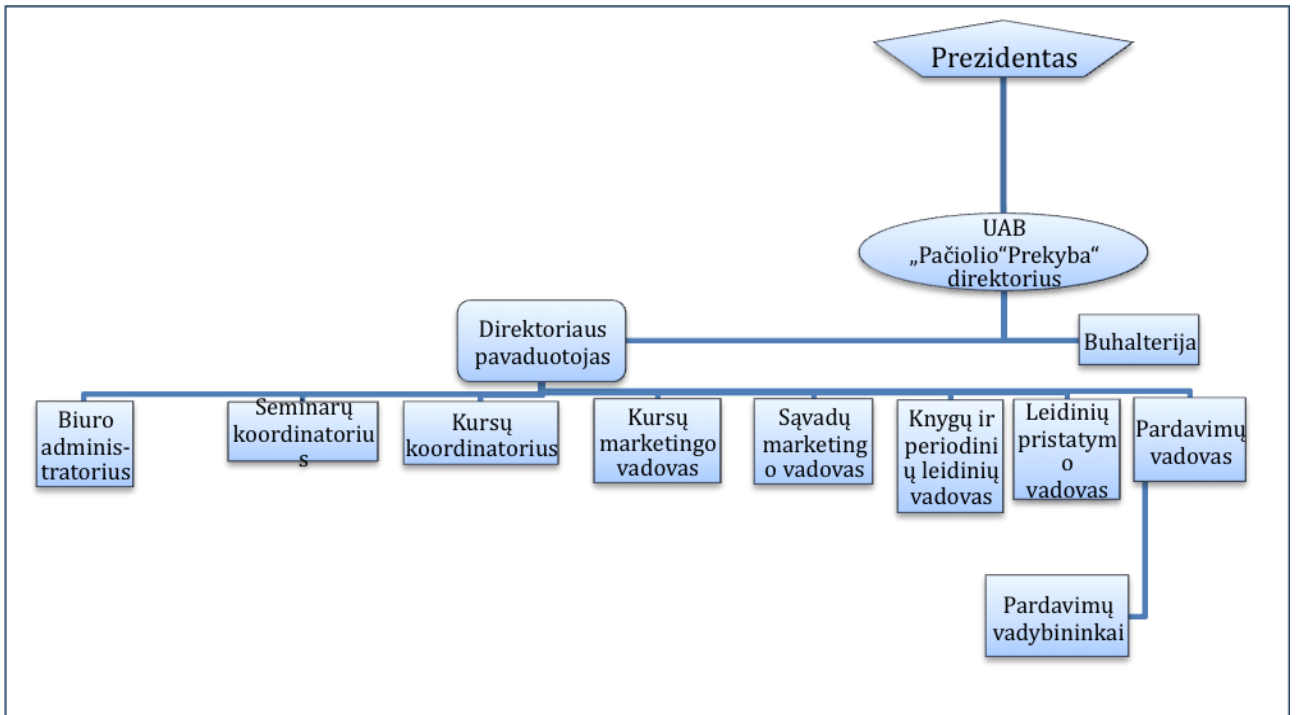 Prezidentas
UAB
„Pačiolio“Prekyba“
direktorius
Direktoriaus
pavaduotojas
Buhalterija
Biuro
adminis-
tratorius
Seminarų
koordinatoriu
s
Kursų
koordinatorius
Kursų
marketingo
vadovas
Sąvadų
marketing
o vadovas
Knygų ir
periodini
ų leidinių
vadovas
Leidinių
pristatym
o
vadovas
Pardavimų
vadovas
Pardavimų
vadybininkai